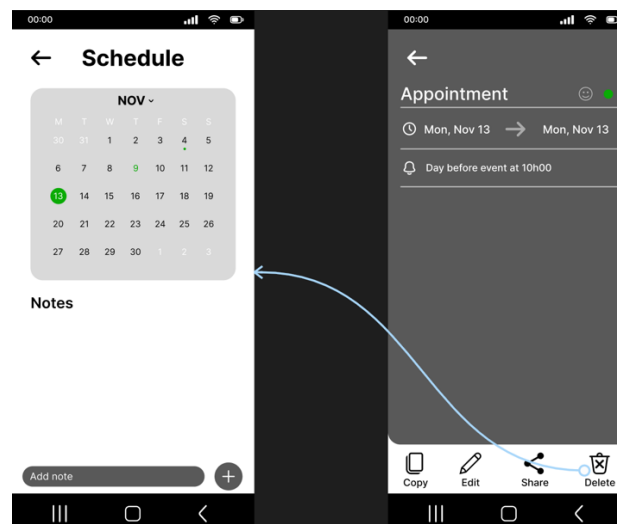 00:00
Schedule
NOV
M T W T F S S
30 31 1 2 3 4 5
6 7 8 9 10 11 12
13 14 15 16 17 18 19
20 21 22 23 24 25 26
27 28 29 30 1 2 3
Notes
Add note
00:00
Appointment
Mon, Nov 13 Mon, Nov 13
Day before event at 10h00
Copy Edit Share Delete